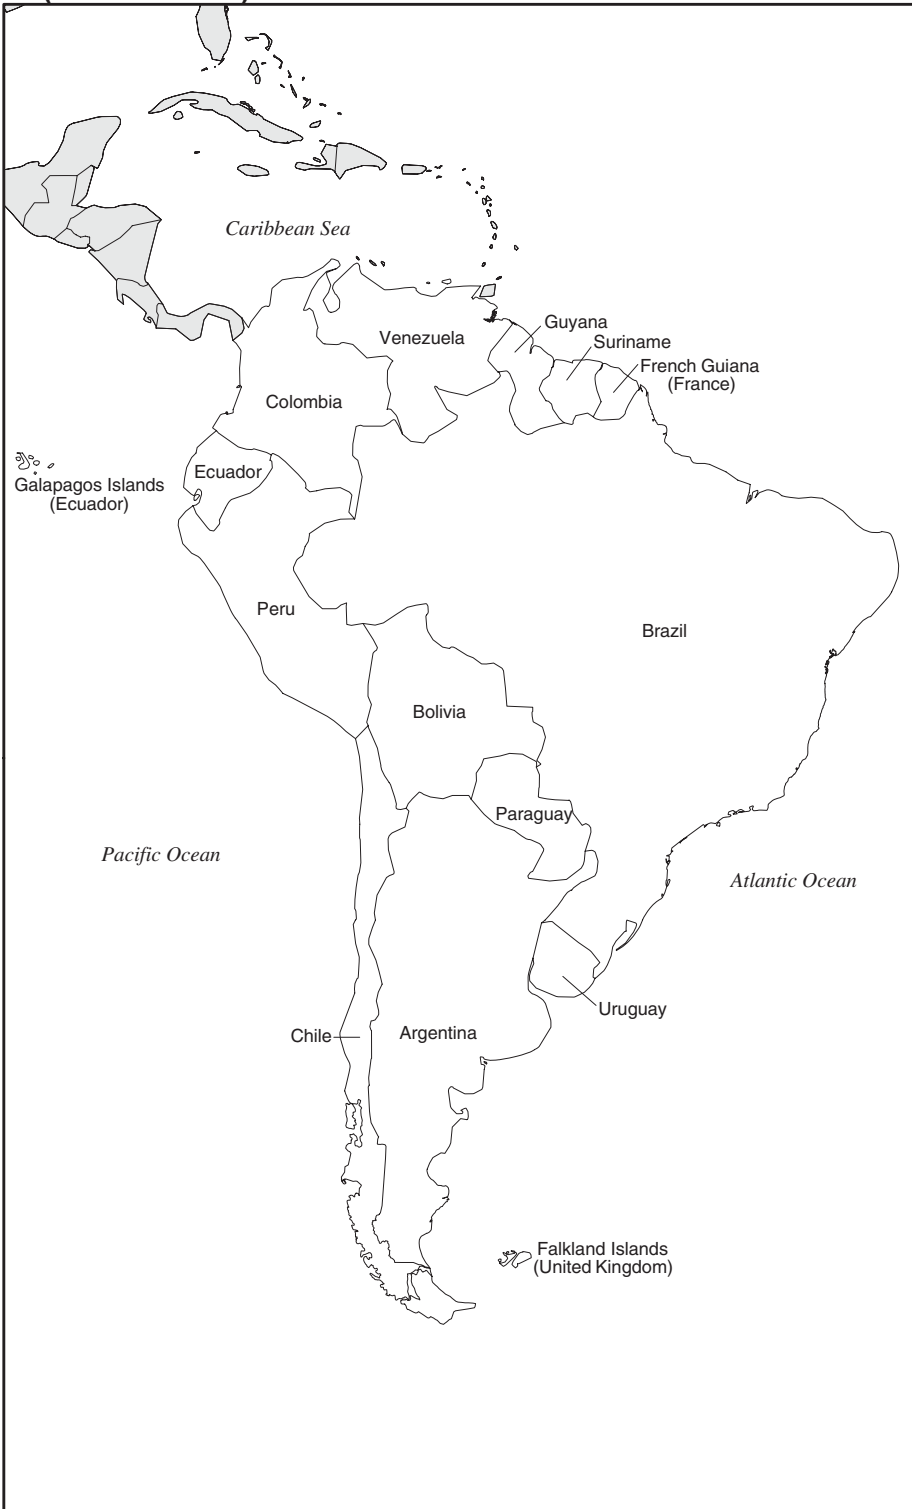 Caribbean Sea
Venezuela
Guyana
Suriname
French Guiana
(France)
Colombia
Ecuador
Galapagos Islands
(Ecuador)
Peru
Brazil
Bolivia
Paraguay
Pacific Ocean
Atlantic Ocean
Uruguay
Chile
Argentina
Falkland Islands
(United Kingdom)